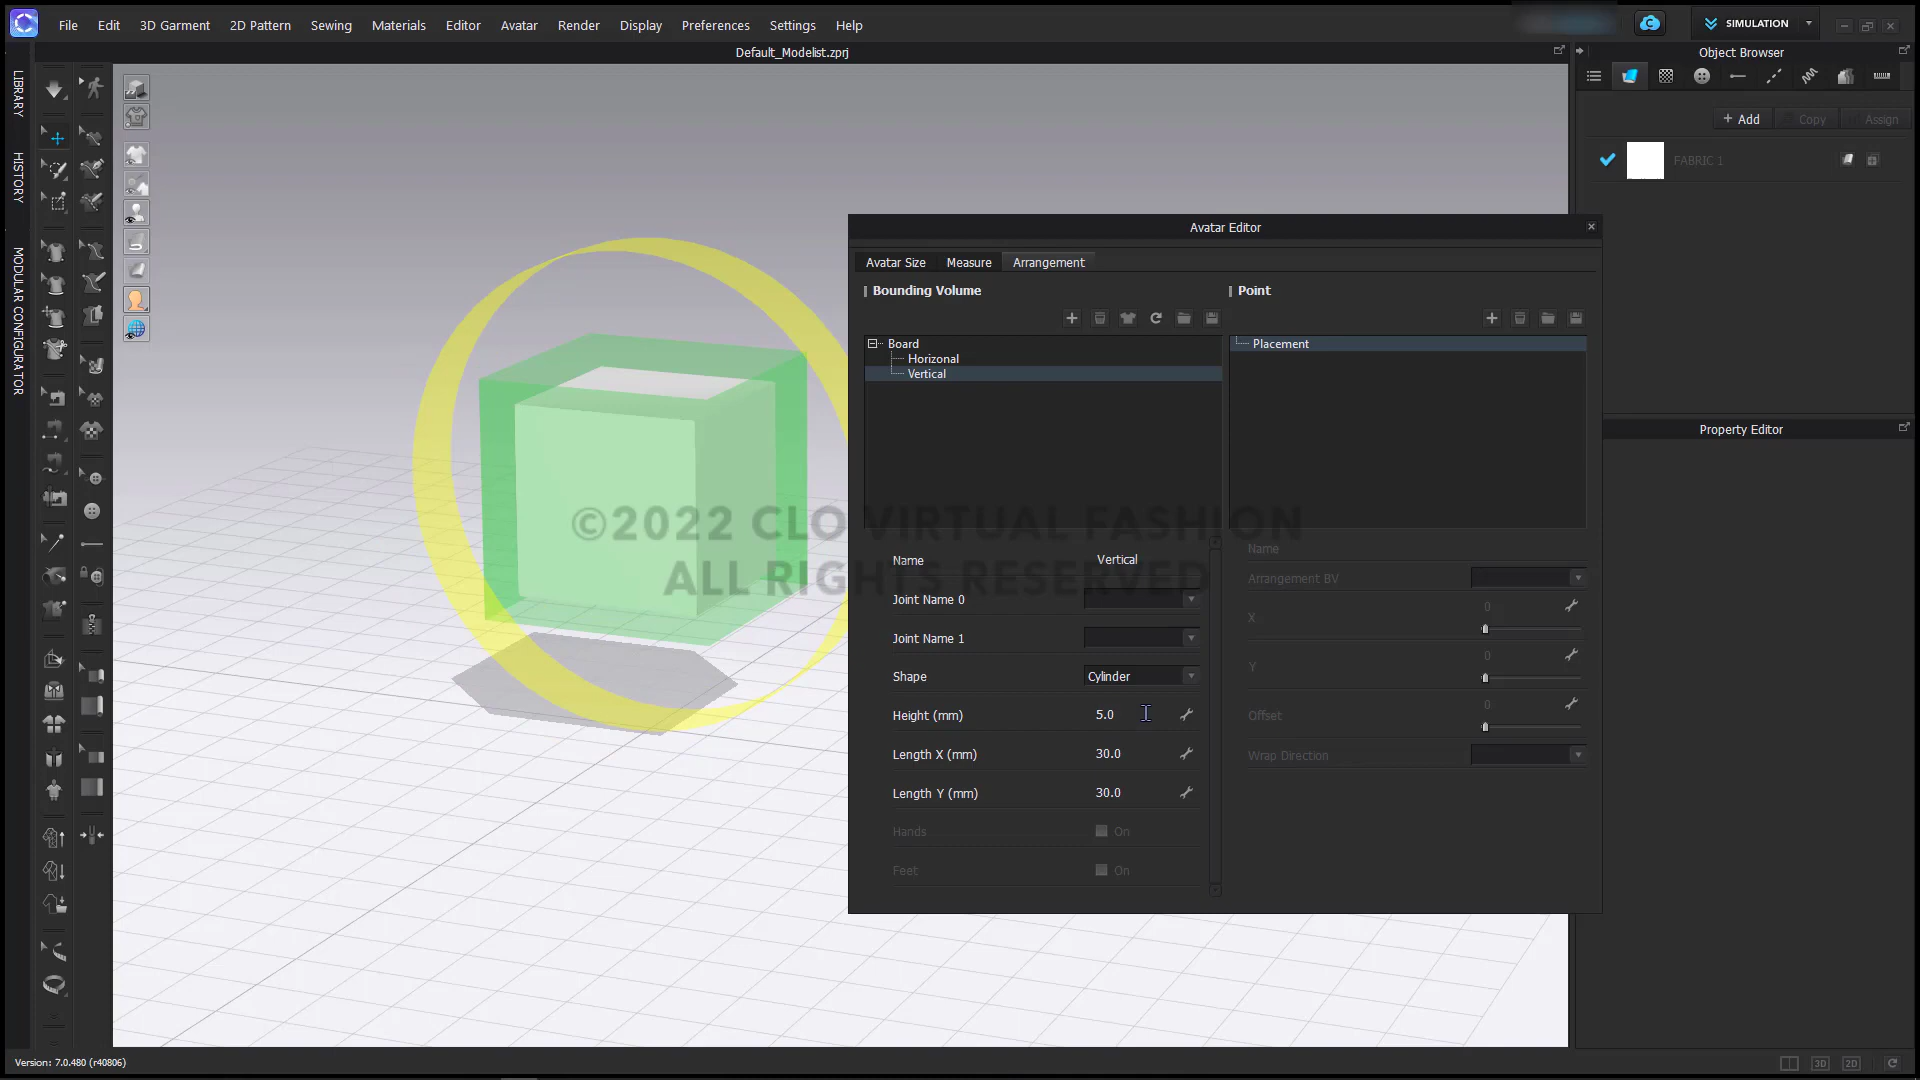 File Edit 3D Garment 2D Pattern Sewing Materials Editor Avatar Render Display Preferences Settings Help
SIMULATION
Default_Modelist.zprj
Object Browser
LIBRARY
HISTORY
MODULAR CONFIGURATOR
+ Add Copy Assign
FABRIC 1
Avatar Editor
Avatar Size Measure Arrangement
Bounding Volume
Point
Board
Horizonal
Vertical
Placement
Property Editor
©2022 CLO VIRTUAL FASHION
ALL RIGHTS RESERVED
Name Vertical
Joint Name 0
Joint Name 1
Shape Cylinder
Height (mm) 5.0
Length X (mm) 30.0
Length Y (mm) 30.0
Hands On
Feet On
Name
Arrangement BV
X 0
Y 0
Offset 0
Wrap Direction
Version: 7.0.480 (r40806)
3D 2D